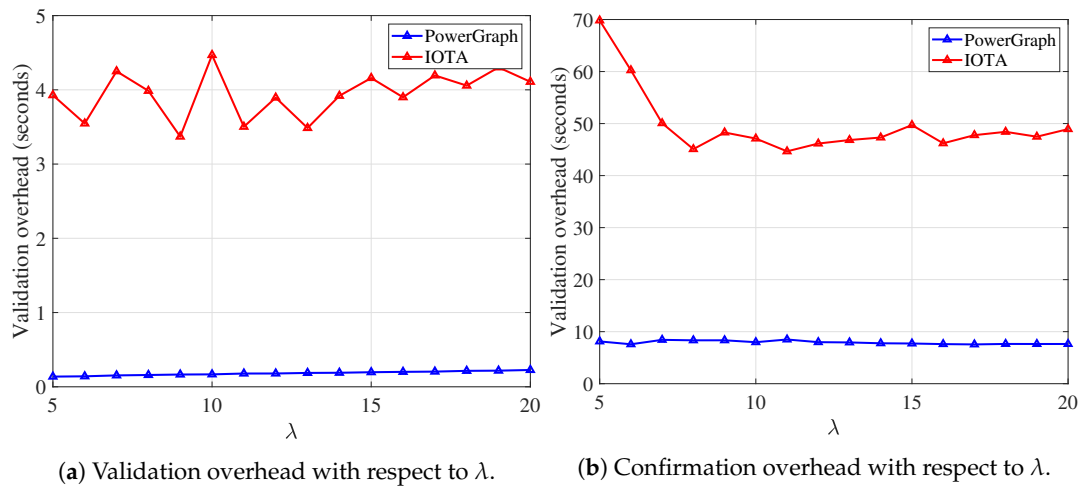 5
4
3
2
1
0
Validation overhead (seconds)
PowerGraph
IOTA
5
10
15
20
λ
(a) Validation overhead with respect to λ.
70
60
50
40
30
20
10
0
Validation overhead (seconds)
PowerGraph
IOTA
5
10
15
20
λ
(b) Confirmation overhead with respect to λ.